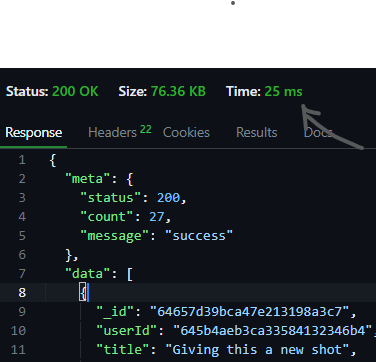 Status: 200 OK Size: 76.36 KB Time: 25 ms
Response Headers 22 Cookies Results Docs
1 {
2 "meta": {
3 "status": 200,
4 "count": 27,
5 "message": "success"
6 },
7 "data": [
8 {
9 "_id": "64657d39bca47e213198a3c7",
10 "userId": "645b4aeb3ca33584132346b4",
11 "title": "Giving this a new shot",